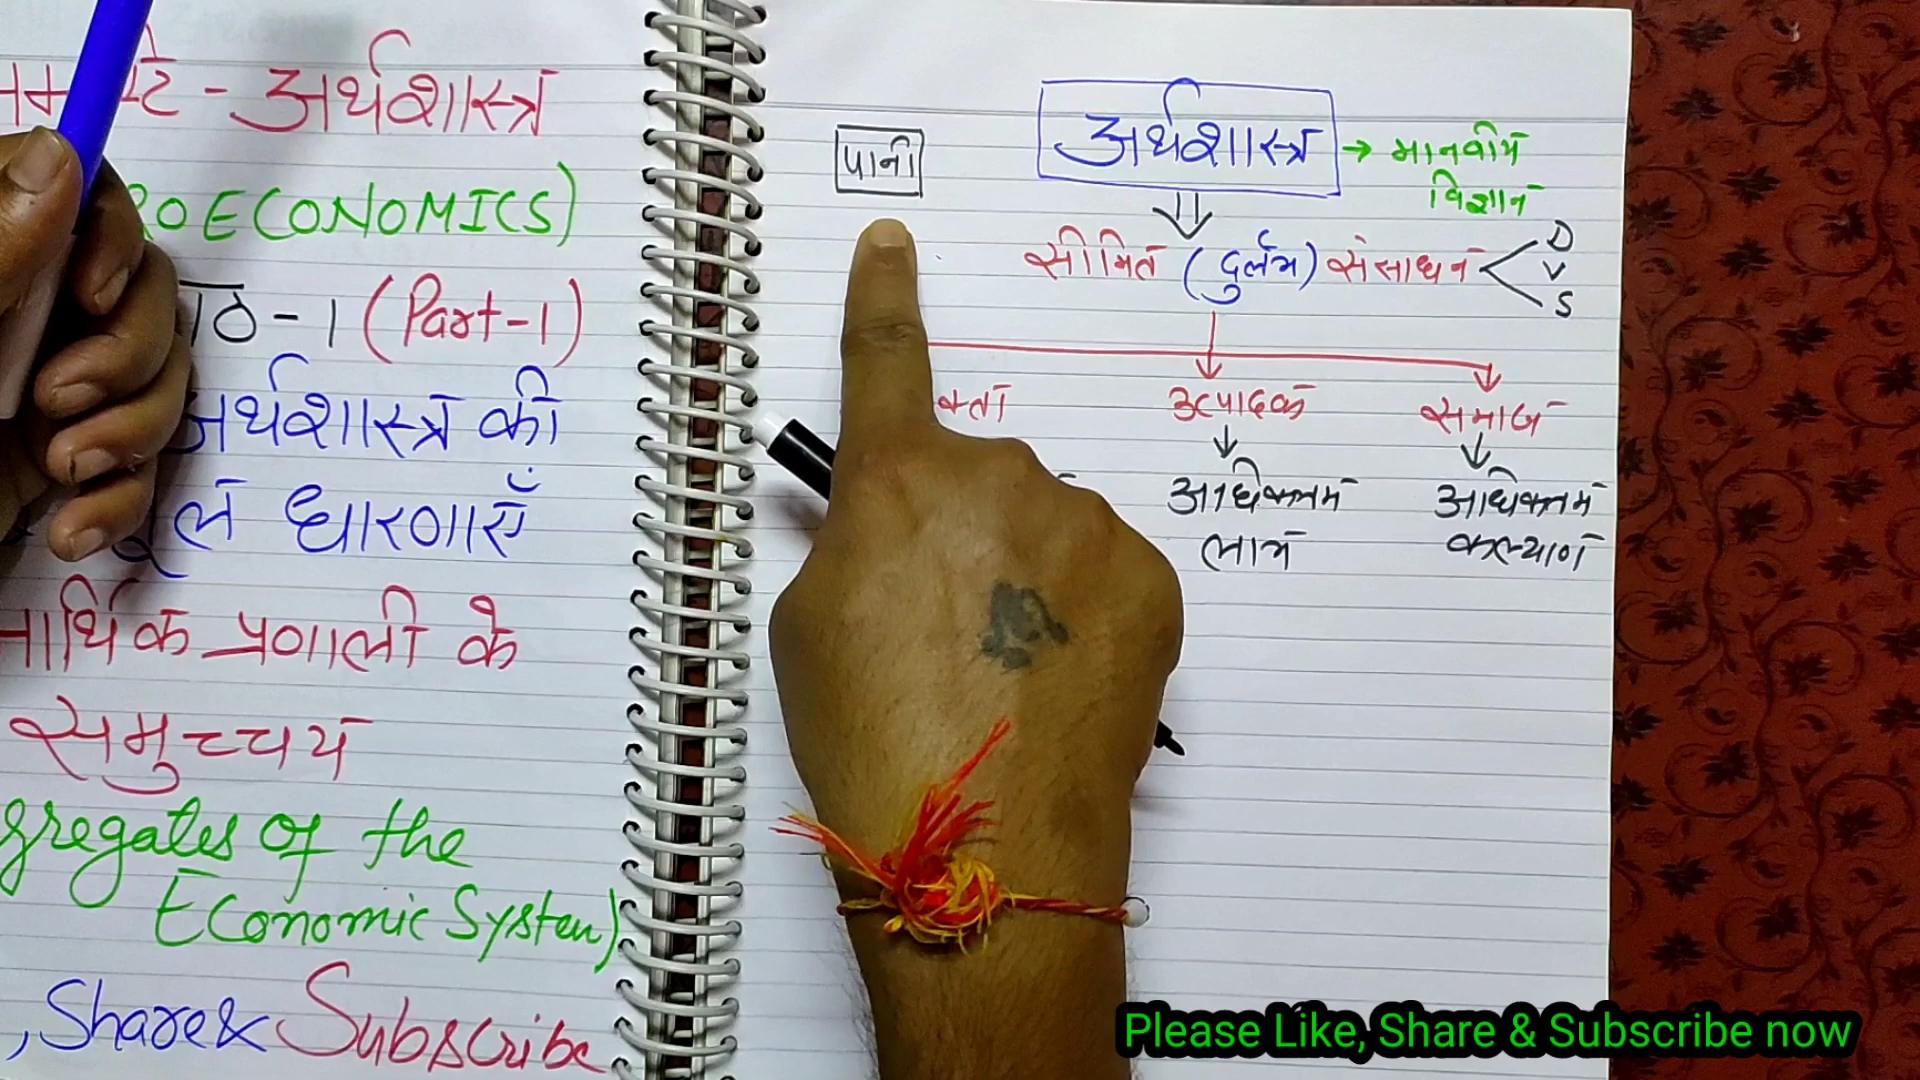 - अर्थशास्त्र
ROECONOMICS)
ठ - 1 (Part-1)
अर्थशास्त्र की
धारणाएँ
आर्थिक प्रणाली के
समुच्चय
gregates of the
Economic System)
, Share & Subscribe
पानी
अर्थशास्त्र → मानवीय
विज्ञान
सीमित (दुर्लभ) संसाधन
D
v
S
क्ता उत्पादक समाज
अधिकतम अधिकतम
लाभ कल्याण
Please Like, Share & Subscribe now